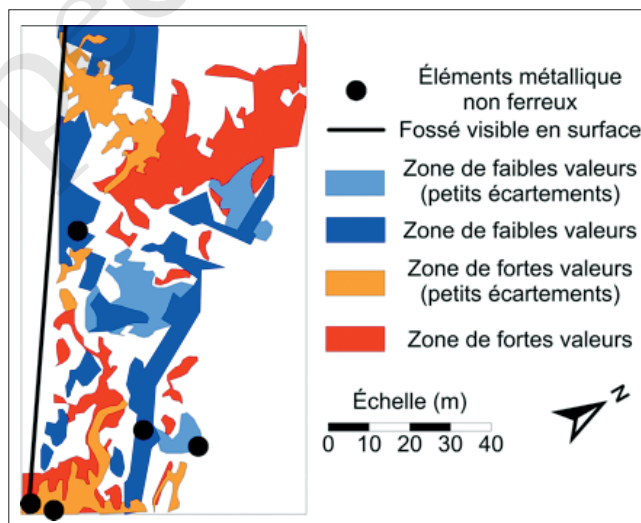 Éléments métallique
non ferreux
Fossé visible en surface
Zone de faibles valeurs
(petits écartements)
Zone de faibles valeurs
Zone de fortes valeurs
(petits écartements)
Zone de fortes valeurs
Échelle (m)
0 10 20 30 40
N